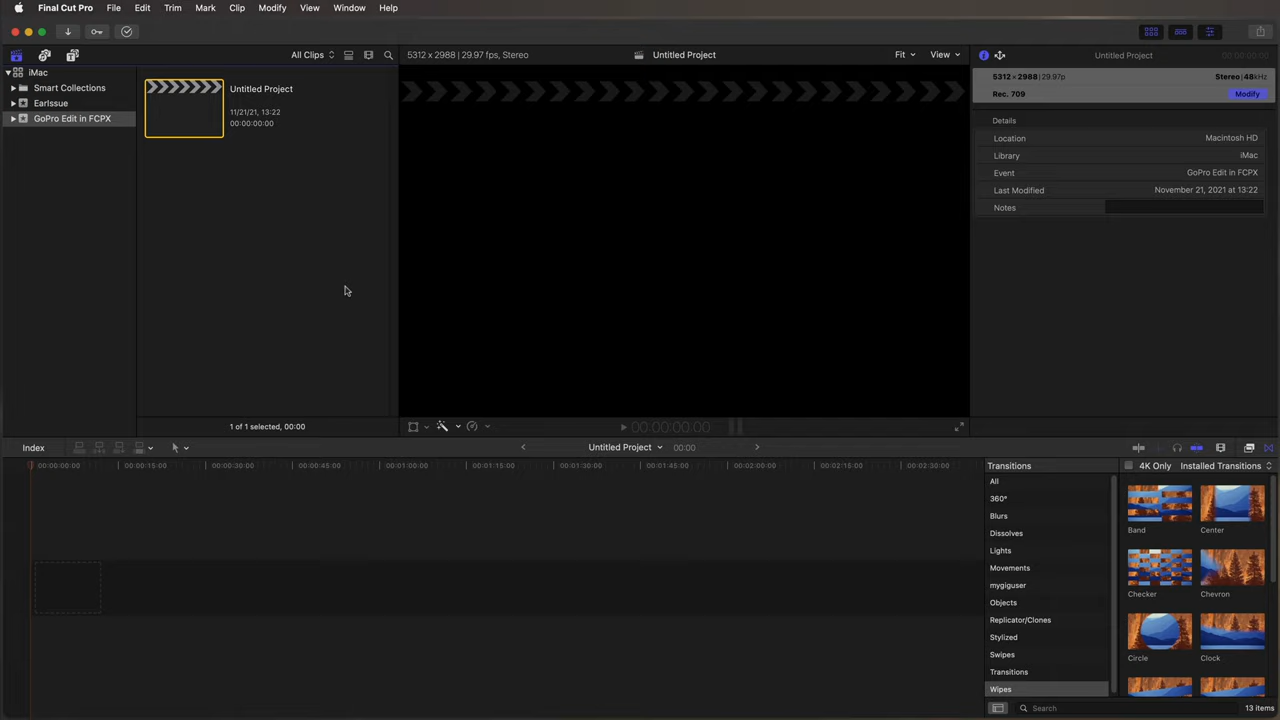 Final Cut Pro File Edit Trim Mark Clip Modify View Window Help
All Clips 5312 x 2988 | 29.97 fps, Stereo Untitled Project Fit View Untitled Project 00:00:00:00
iMac
Smart Collections
EarIssue
GoPro Edit in FCPX
Untitled Project
11/21/21, 13:22
00:00:00:00
1 of 1 selected, 00:00
00:00:00:00
5312 × 2988 | 29.97p Stereo | 48kHz
Rec. 709 Modify
Details
Location Macintosh HD
Library iMac
Event GoPro Edit in FCPX
Last Modified November 21, 2021 at 13:22
Notes
Index Untitled Project 00:00
00:00:00:00 00:00:15:00 00:00:30:00 00:00:45:00 00:01:00:00 00:01:15:00 00:01:30:00 00:01:45:00 00:02:00:00 00:02:15:00 00:02:30:00
Transitions 4K Only Installed Transitions
All
360°
Blurs
Dissolves
Lights
Movements
mygiguser
Objects
Replicator/Clones
Stylized
Swipes
Transitions
Wipes
Band Center
Checker Chevron
Circle Clock
Search 13 items